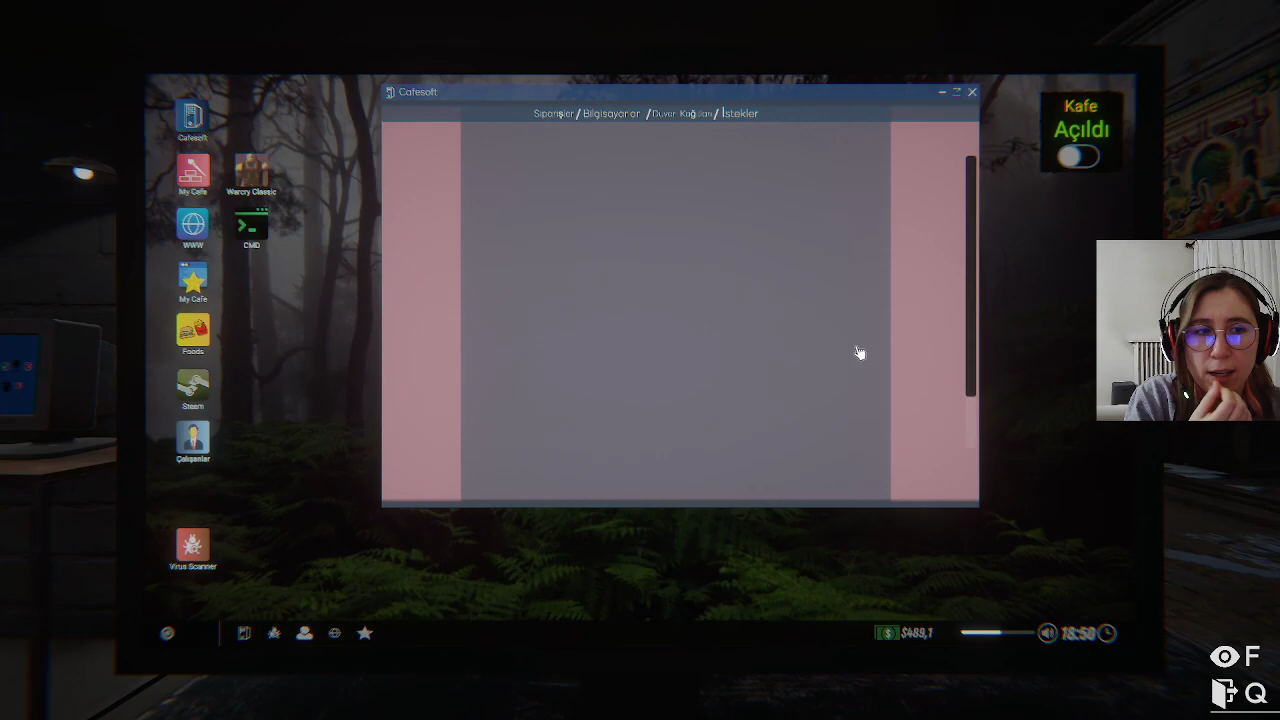 Cafesoft
Siparişler / Bilgisayarlar / Duvar Kağıtları / İstekler
Kafe
Açıldı
Cafesoft
My Cafe
Warcry Classic
WWW
CMD
My Cafe
Foods
Steam
Çalışanlar
Virus Scanner
$489,1
18:50
F
Q